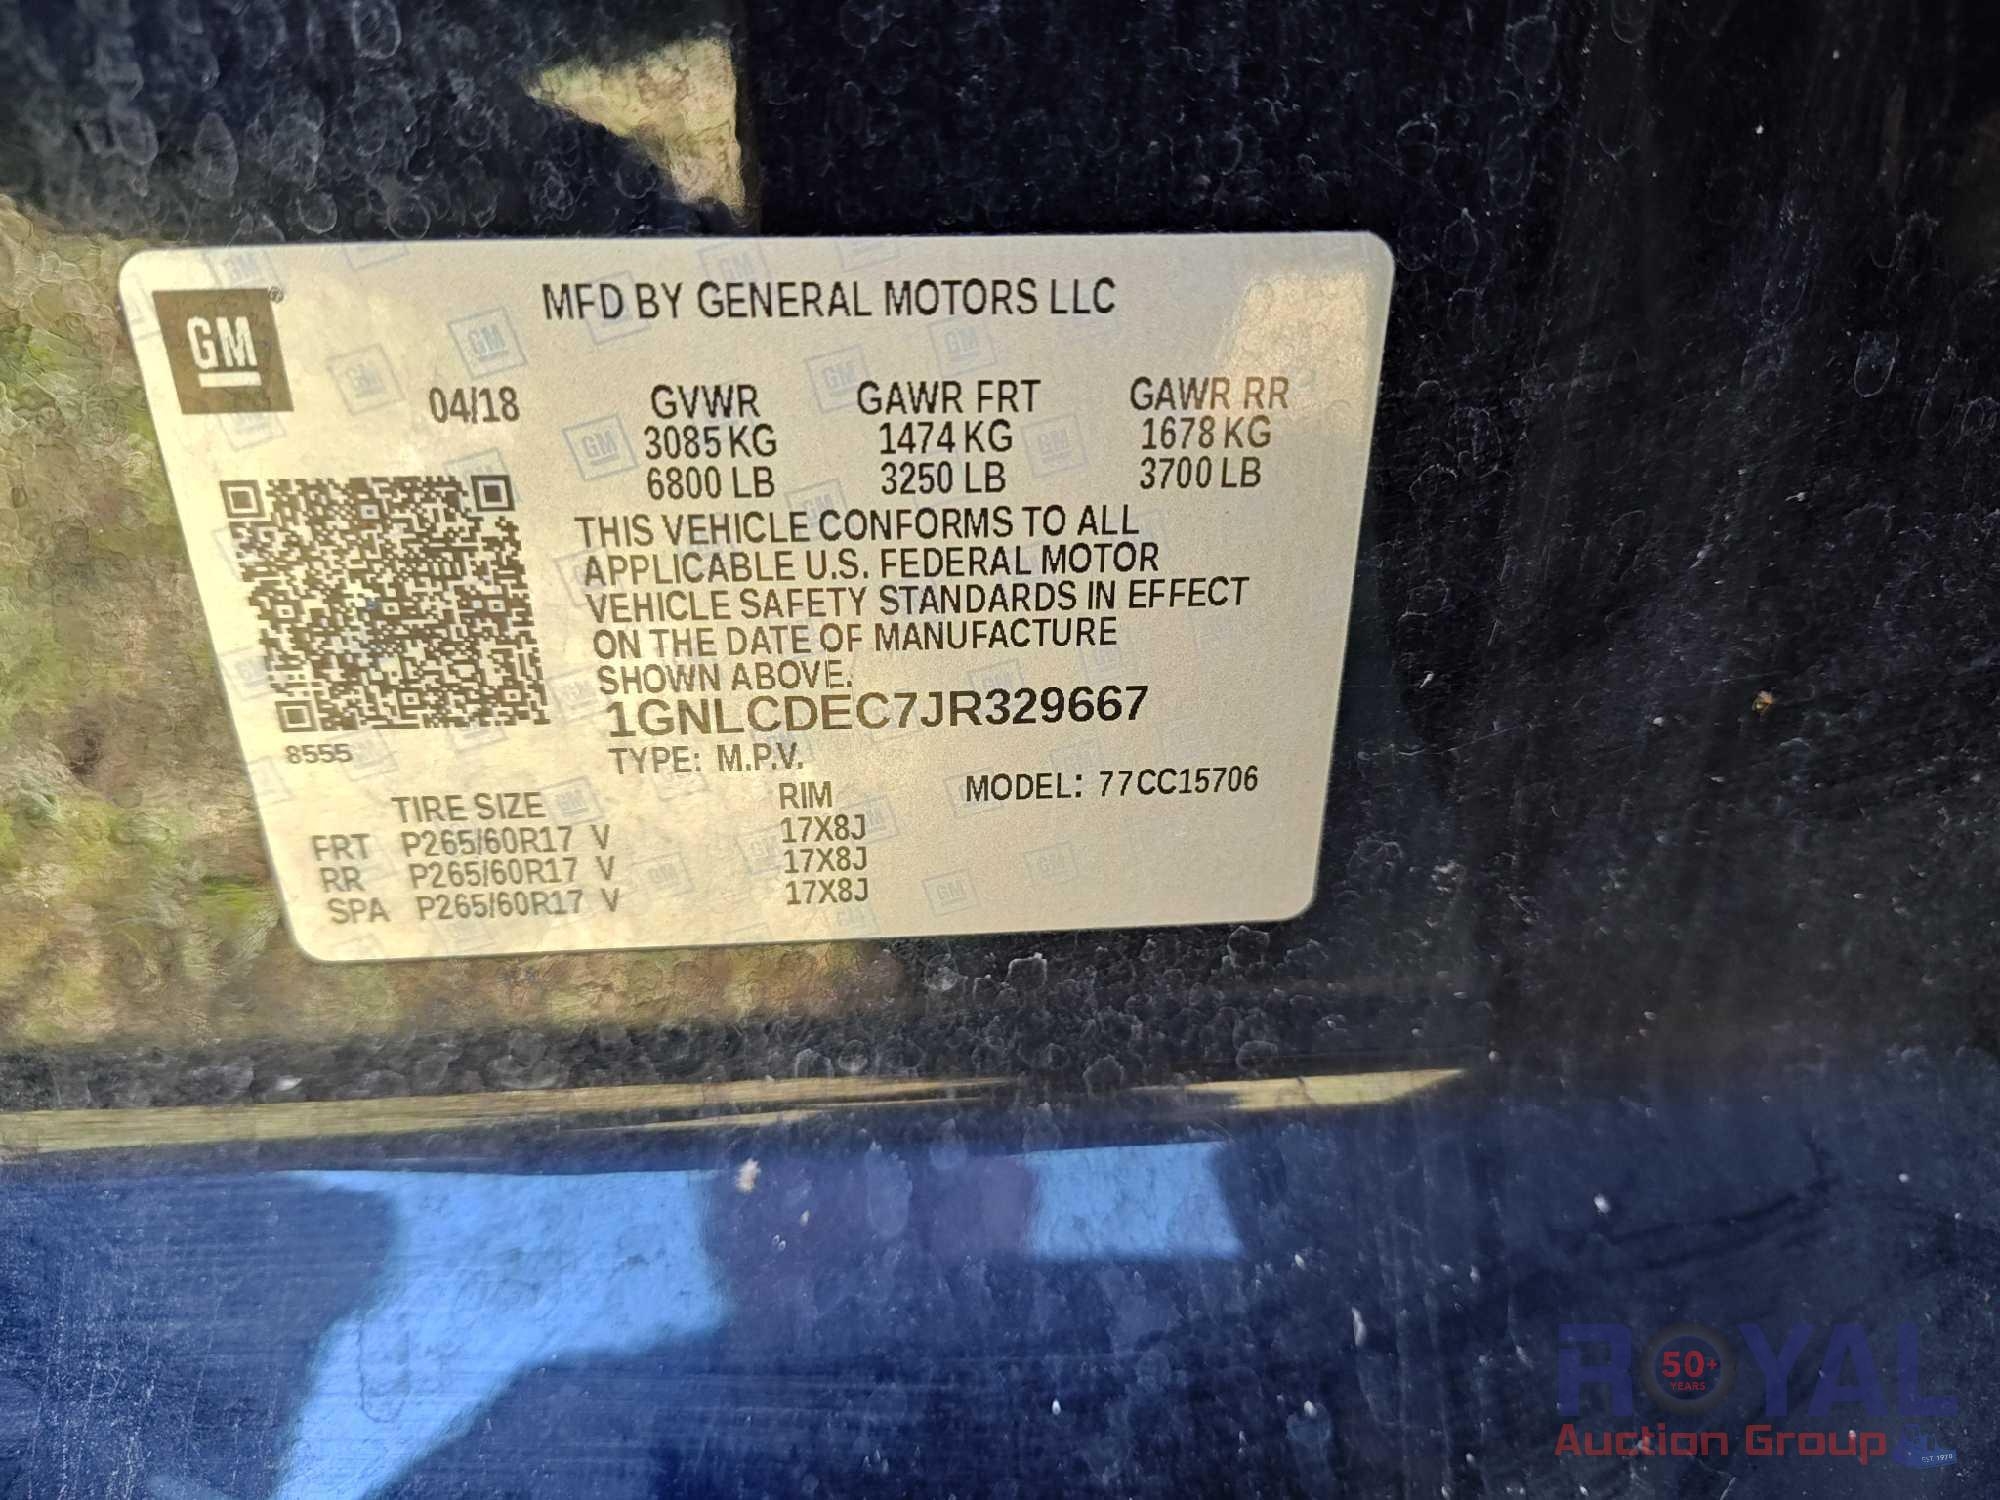 MFD BY GENERAL MOTORS LLC
GM
04/18 GVWR GAWR FRT GAWR RR
3085 KG 1474 KG 1678 KG
6800 LB 3250 LB 3700 LB
THIS VEHICLE CONFORMS TO ALL
APPLICABLE U.S. FEDERAL MOTOR
VEHICLE SAFETY STANDARDS IN EFFECT
ON THE DATE OF MANUFACTURE
SHOWN ABOVE.
1GNLCDEC7JR329667
8555 TYPE: M.P.V.
MODEL: 77CC15706
TIRE SIZE RIM
FRT P265/60R17 V 17X8J
RR P265/60R17 V 17X8J
SPA P265/60R17 V 17X8J
ROYAL
50+
YEARS
Auction Group
EST. 1970